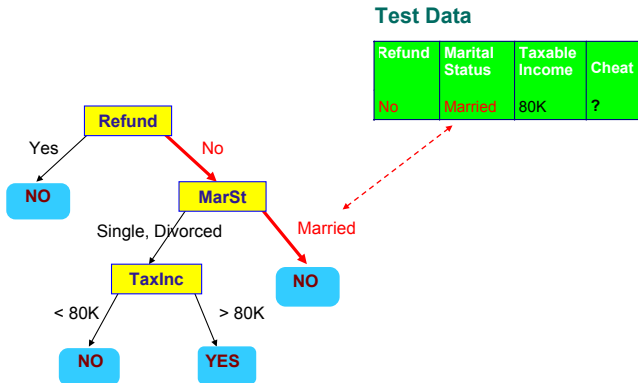 Test Data
Refund Marital Status Taxable Income Cheat
No Married 80K ?
Refund
Yes No
NO MarSt
Single, Divorced Married
TaxInc NO
< 80K > 80K
NO YES